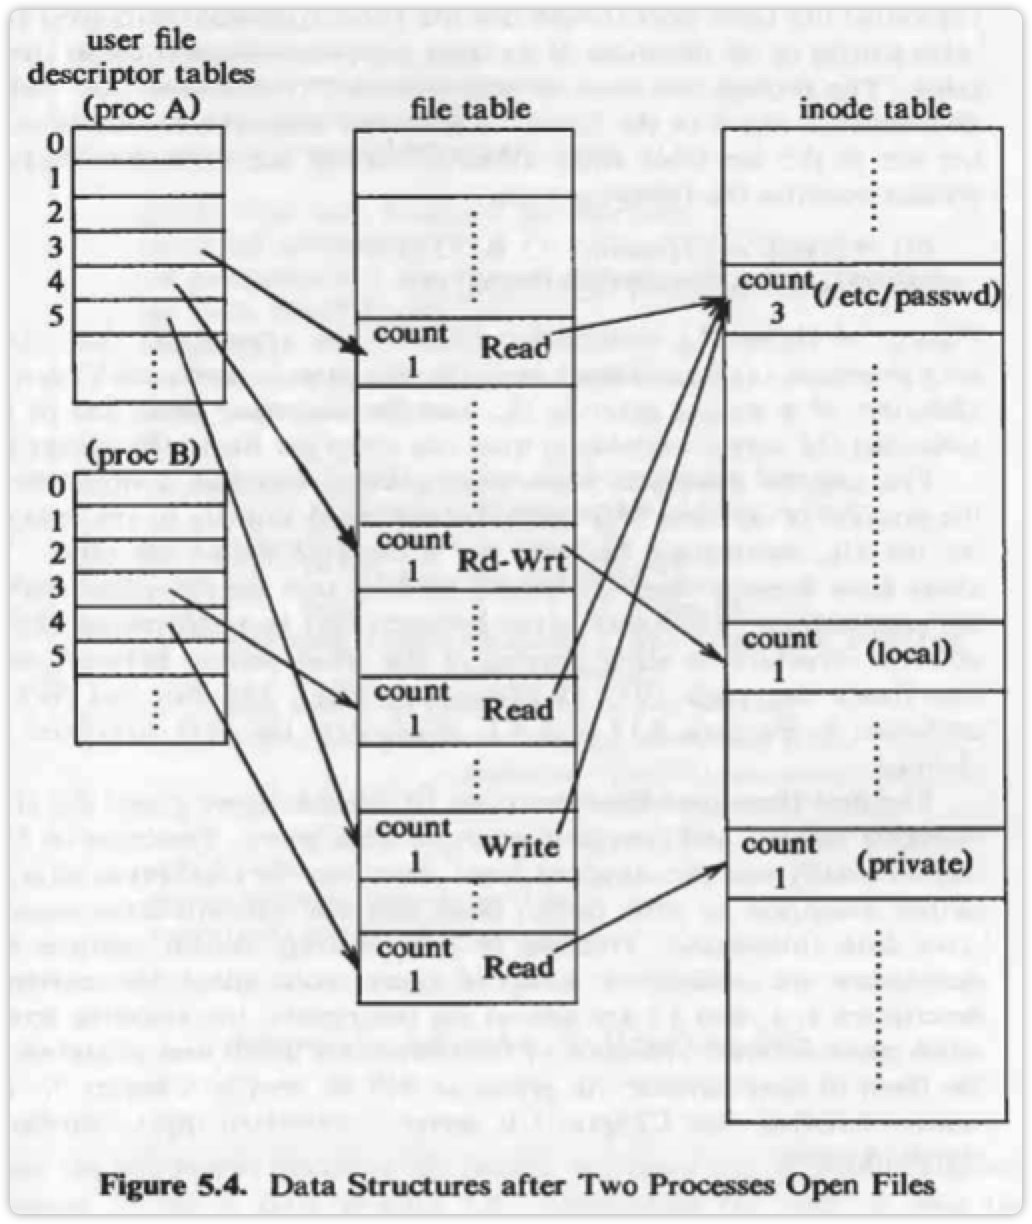 user file
descriptor tables
(proc A)
0
1
2
3
4
5
(proc B)
0
1
2
3
4
5
file table
count
1 Read
count
1 Rd-Wrt
count
1 Read
count
1 Write
count
1 Read
inode table
count
3 (/etc/passwd)
count
1 (local)
count
1 (private)
Figure 5.4. Data Structures after Two Processes Open Files